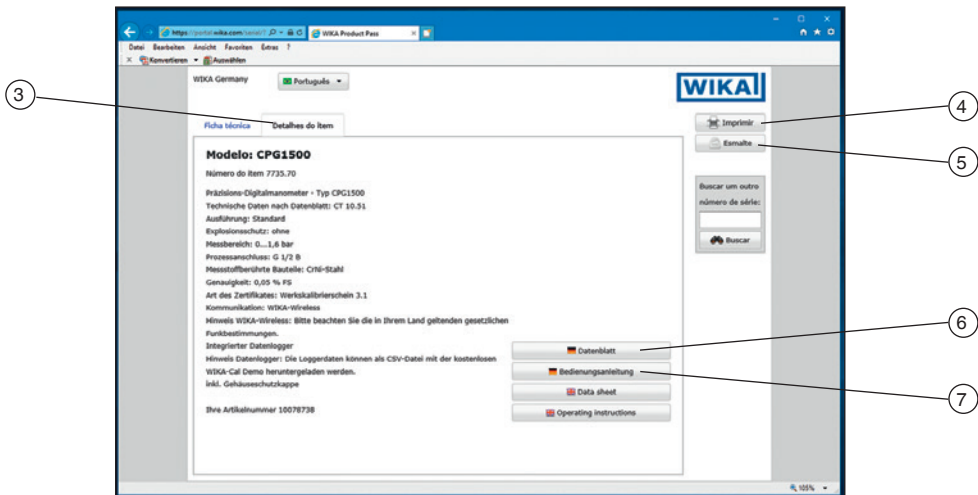 https://portal.wika.com/serial/?
WIKA Product Pass
Datei Bearbeiten Ansicht Favoriten Extras ?
Konvertieren Auswählen
WIKA Germany
Português
WIKA
3
Ficha técnica
Detalhes do item
Imprimir
4
Esmalte
5
Modelo: CPG1500
Número do item 7735.70
Präzisions-Digitalmanometer - Typ CPG1500
Technische Daten nach Datenblatt: CT 10.51
Ausführung: Standard
Explosionsschutz: ohne
Messbereich: 0...1,6 bar
Prozessanschluss: G 1/2 B
Messstoffberührte Bauteile: CrNi-Stahl
Genauigkeit: 0,05 % FS
Art des Zertifikates: Werkskalibrierschein 3.1
Kommunikation: WIKA-Wireless
Hinweis WIKA-Wireless: Bitte beachten Sie die in Ihrem Land geltenden gesetzlichen
Funkbestimmungen.
Integrierter Datenlogger
Hinweis Datenlogger: Die Loggerdaten können als CSV-Datei mit der kostenlosen
WIKA-Cal Demo heruntergeladen werden.
inkl. Gehäuseschutzkappe
Ihre Artikelnummer 10078738
Buscar um outro
número de série:
Buscar
Datenblatt
6
Bedienungsanleitung
7
Data sheet
Operating instructions
105%